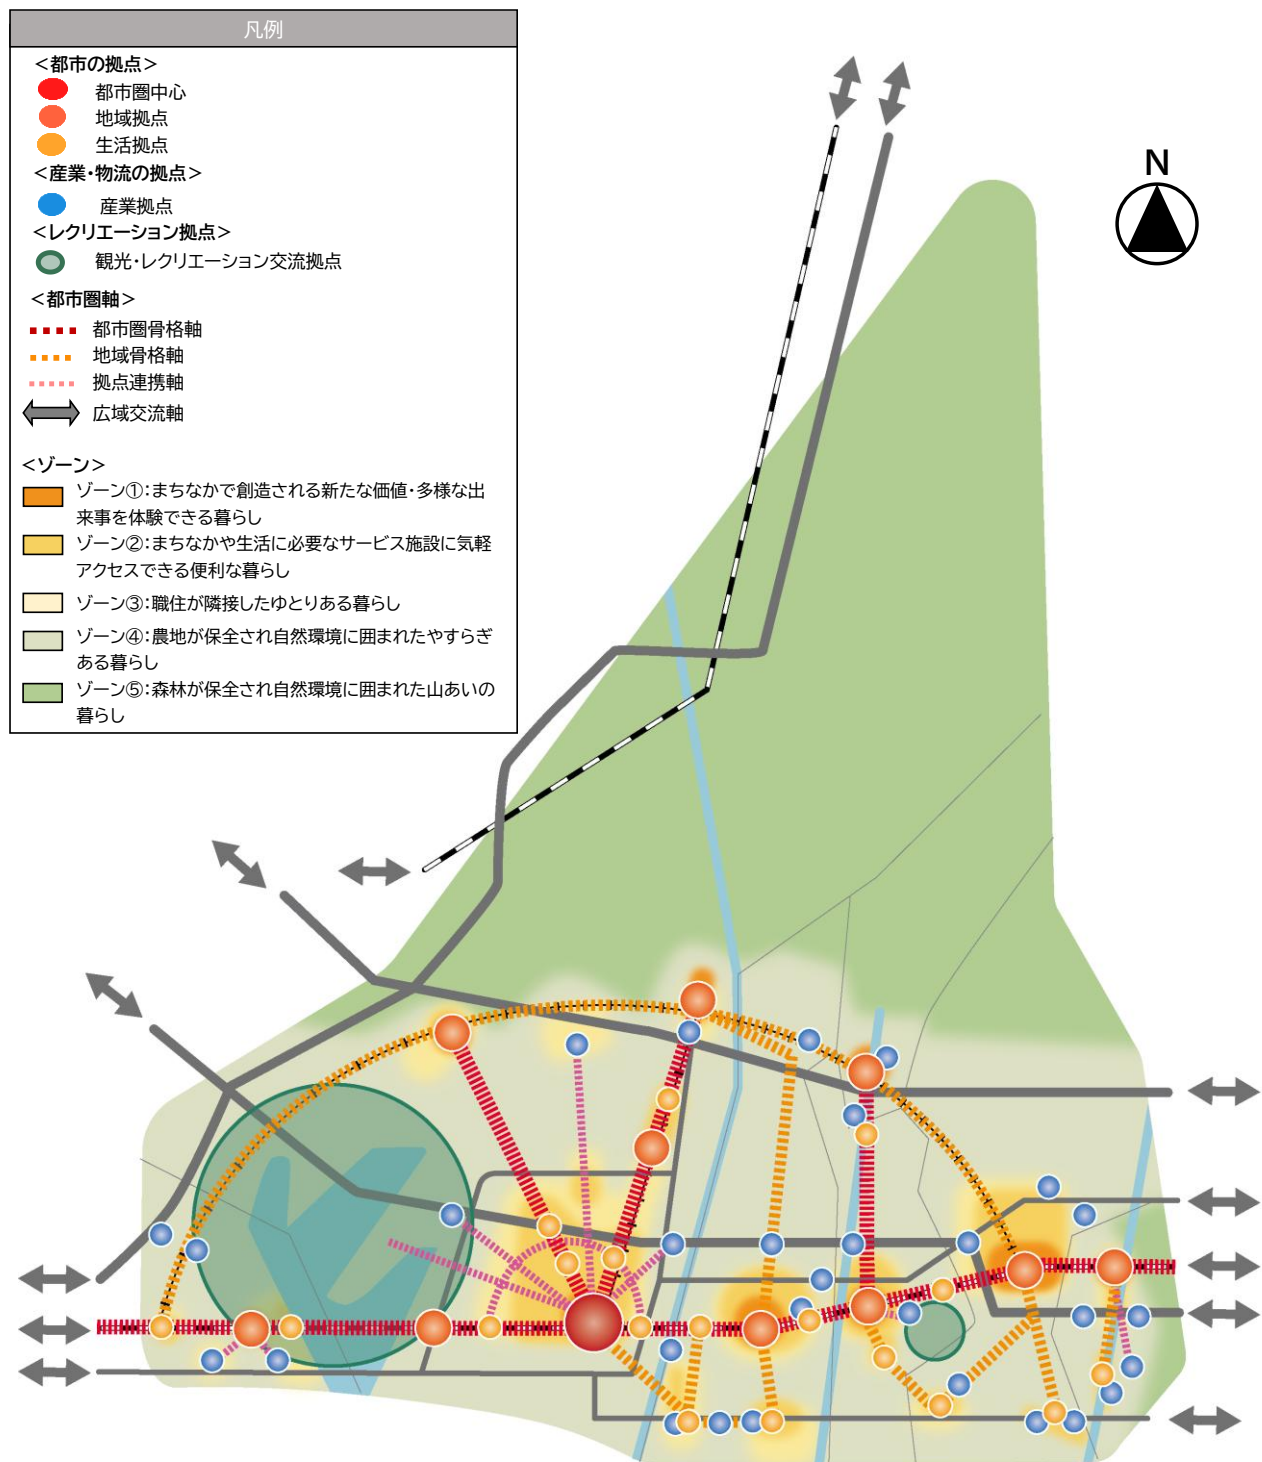 凡例
＜都市の拠点＞
都市圏中心
地域拠点
生活拠点
＜産業・物流の拠点＞
産業拠点
＜レクリエーション拠点＞
観光・レクリエーション交流拠点
＜都市圏軸＞
都市圏骨格軸
地域骨格軸
拠点連携軸
広域交流軸
＜ゾーン＞
ゾーン①：まちなかで創造される新たな価値・多様な出
来事を体験できる暮らし
ゾーン②：まちなかや生活に必要なサービス施設に気軽
アクセスできる便利な暮らし
ゾーン③：職住が隣接したゆとりある暮らし
ゾーン④：農地が保全され自然環境に囲まれたやすらぎ
ある暮らし
ゾーン⑤：森林が保全され自然環境に囲まれた山あいの
暮らし
N